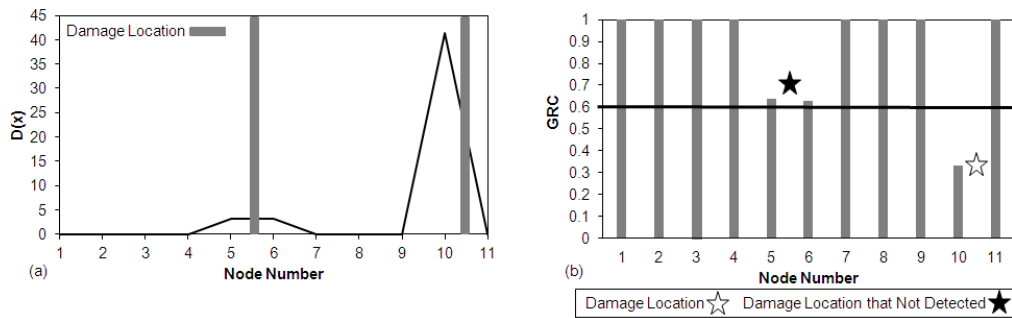 Damage Location
45
40
35
30
25
20
15
10
5
0
D(x)
1 2 3 4 5 6 7 8 9 10 11
Node Number
(a)
1
0.9
0.8
0.7
0.6
0.5
0.4
0.3
0.2
0.1
0
GRC
1 2 3 4 5 6 7 8 9 10 11
Node Number
(b)
Damage Location ☆ Damage Location that Not Detected ★